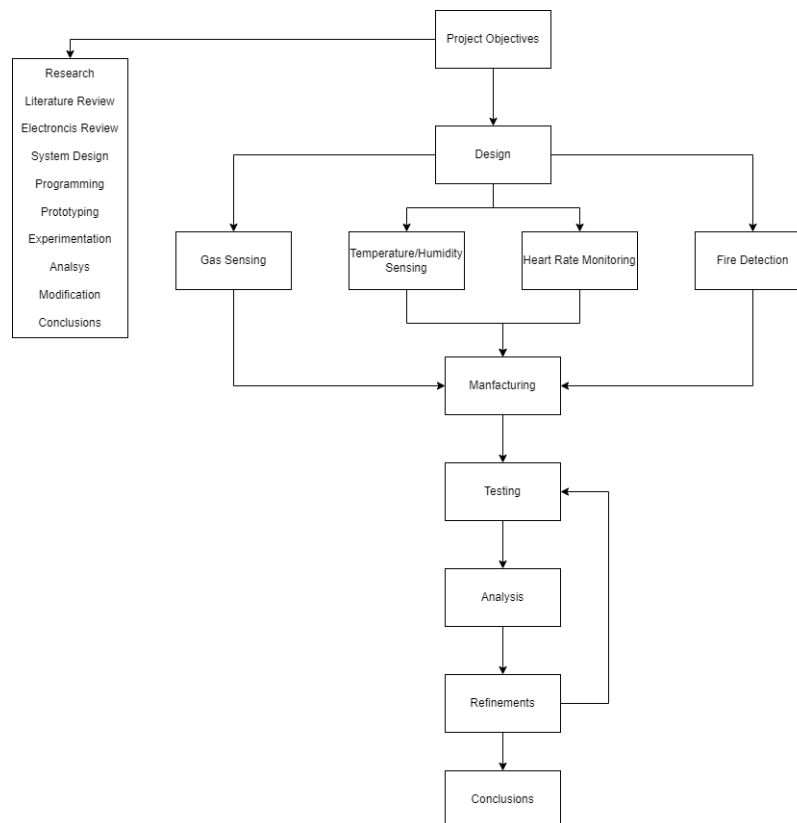 Project Objectives
Research
Literature Review
Electroncis Review
System Design
Programming
Prototyping
Experimentation
Analsys
Modification
Conclusions
Design
Gas Sensing
Temperature/Humidity
Sensing
Heart Rate Monitoring
Fire Detection
Manfacturing
Testing
Analysis
Refinements
Conclusions